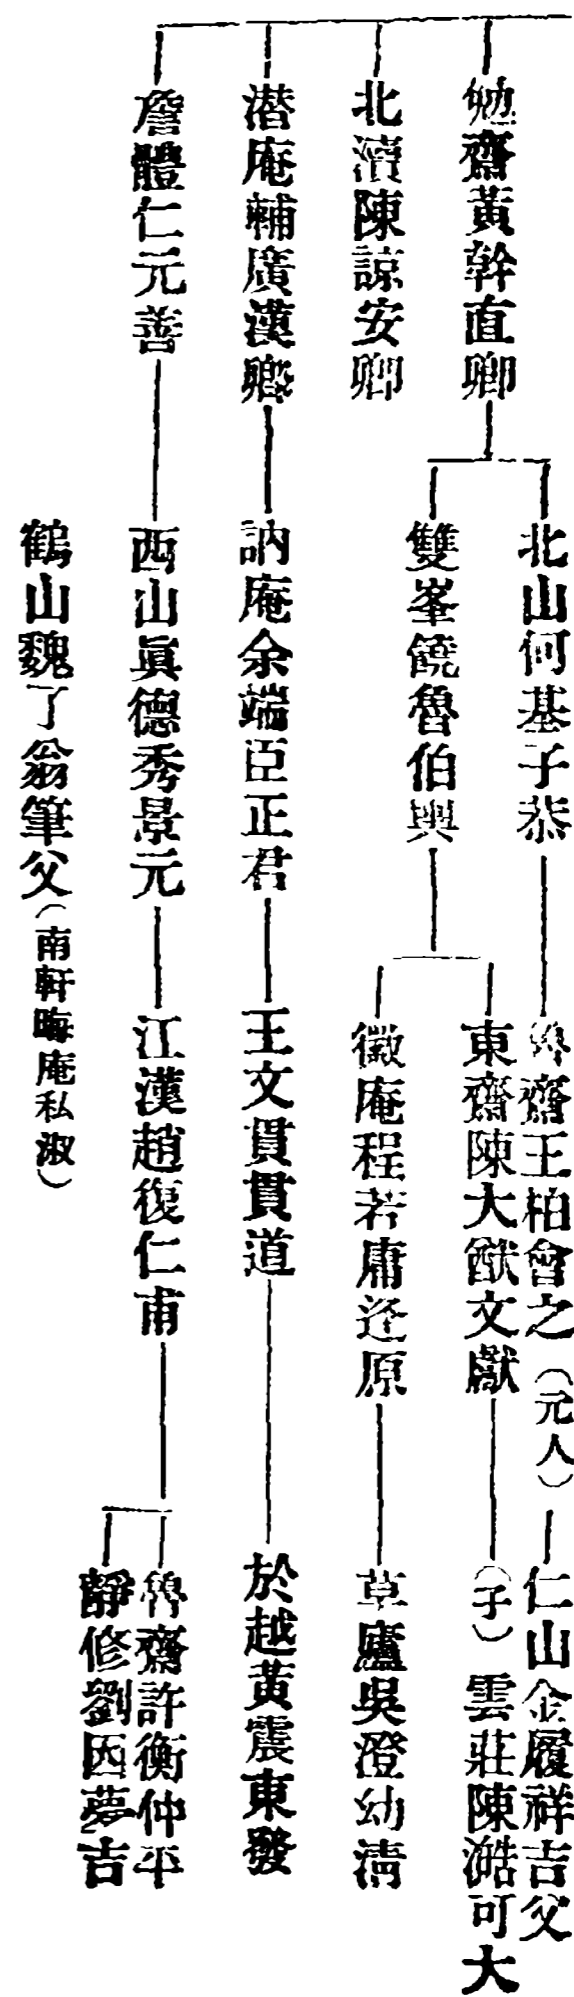 勉齋黃幹直卿
北山何基子恭
魯齋王柏會之（元人）
仁山金履祥吉父
雙峯饒魯伯輿
東齋陳大猷文獻
（子）雲莊陳澔可大
徽庵程若庸逹原
草廬吳澄幼淸
北溪陳諒安卿
潜庵輔廣漢卿
訥庵余端臣正君
王文貫貫道
於越黃震東發
詹體仁元善
西山眞德秀景元
江漢趙復仁甫
魯齋許衡仲平
靜修劉因夢吉
鶴山魏了翁筆父（南軒晦庵私淑）